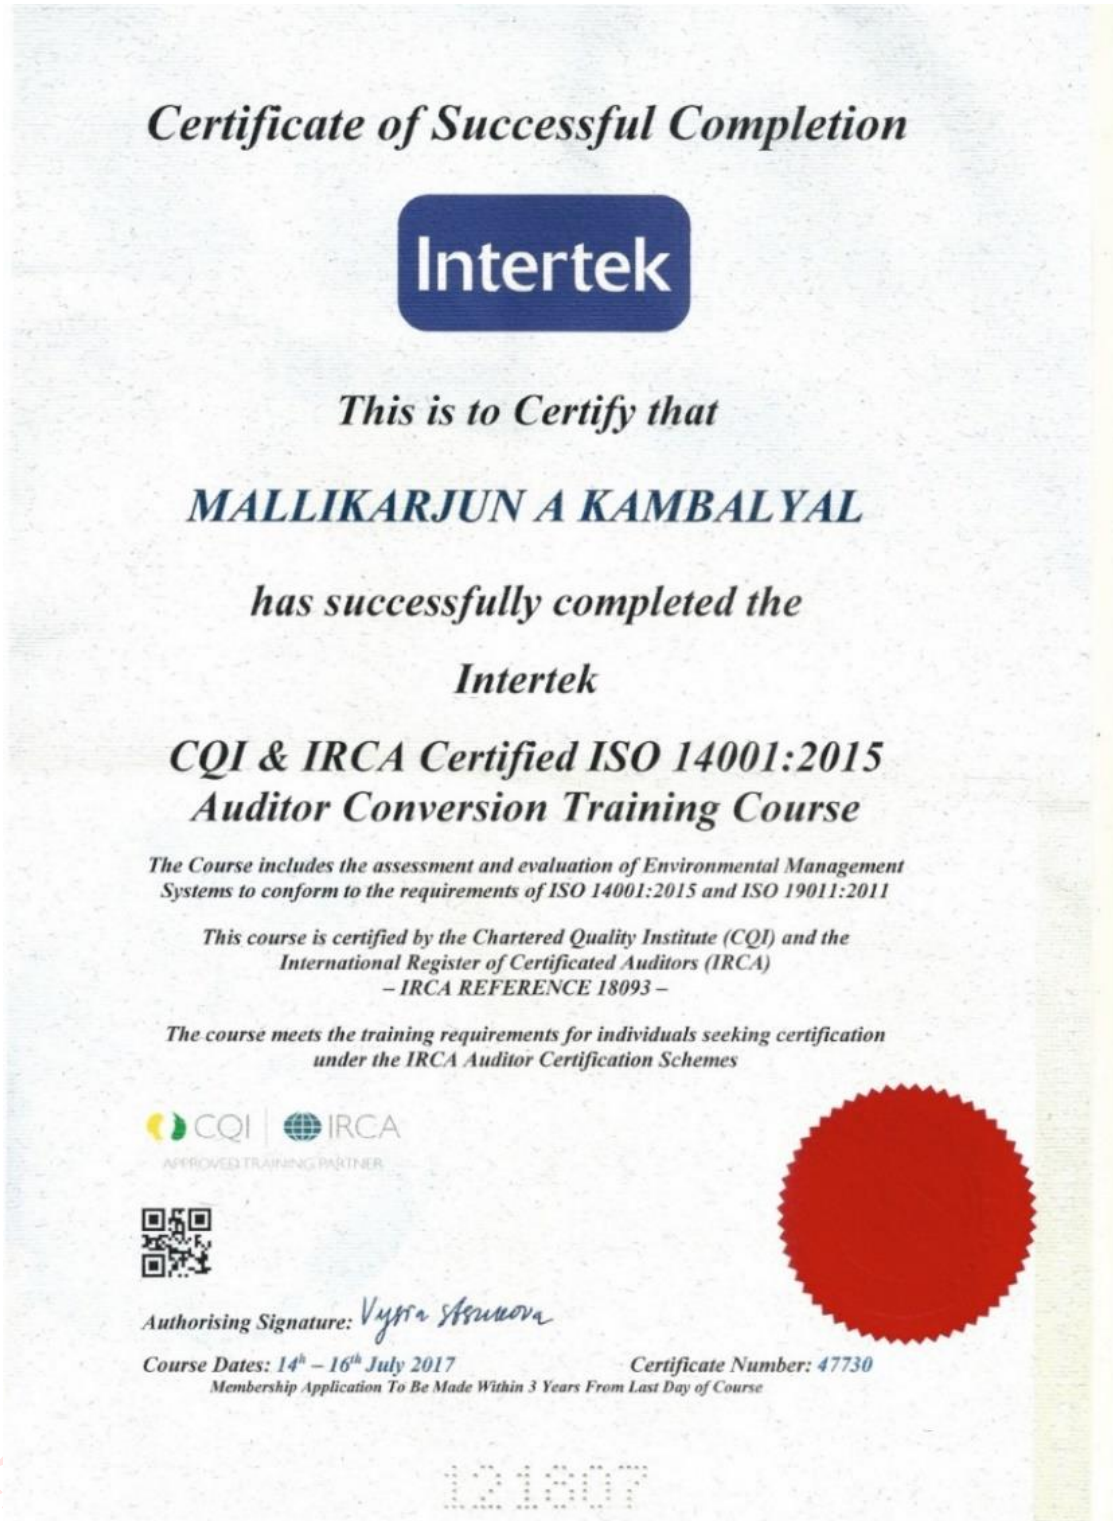 Certificate of Successful Completion
Intertek
This is to Certify that
MALLIKARJUN A KAMBALYAL
has successfully completed the
Intertek
CQI & IRCA Certified ISO 14001:2015
Auditor Conversion Training Course
The Course includes the assessment and evaluation of Environmental Management
Systems to conform to the requirements of ISO 14001:2015 and ISO 19011:2011
This course is certified by the Chartered Quality Institute (CQI) and the
International Register of Certificated Auditors (IRCA)
– IRCA REFERENCE 18093 –
The course meets the training requirements for individuals seeking certification
under the IRCA Auditor Certification Schemes
CQI IRCA
APPROVED TRAINING PARTNER
Authorising Signature:
Course Dates: 14h – 16th July 2017 Certificate Number: 47730
Membership Application To Be Made Within 3 Years From Last Day of Course
121807